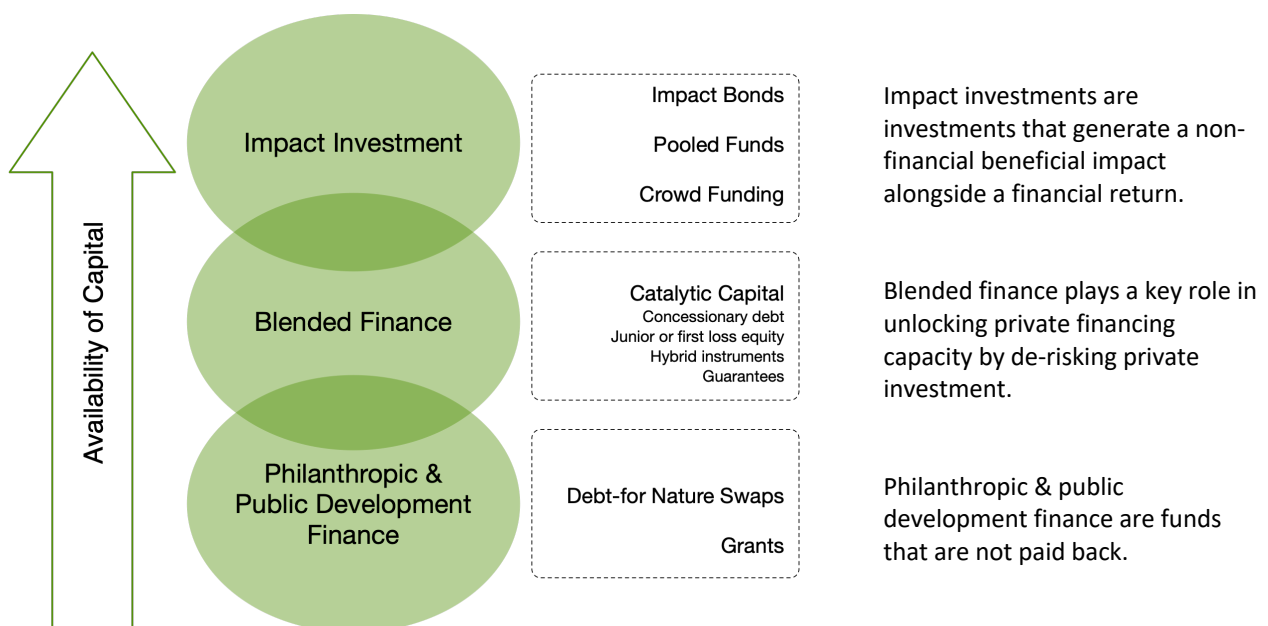 Availability of Capital
Impact Investment
Impact Bonds
Pooled Funds
Crowd Funding
Impact investments are
investments that generate a non-
financial beneficial impact
alongside a financial return.
Blended Finance
Catalytic Capital
Concessionary debt
Junior or first loss equity
Hybrid instruments
Guarantees
Blended finance plays a key role in
unlocking private financing
capacity by de-risking private
investment.
Philanthropic &
Public Development
Finance
Debt-for Nature Swaps
Grants
Philanthropic & public
development finance are funds
that are not paid back.